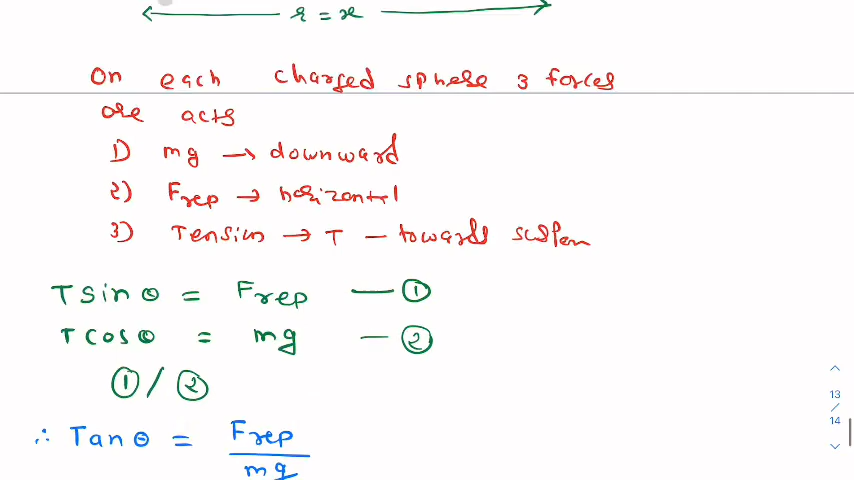 r = x
On each charged sphere 3 forces
are acts
1) mg → downward
2) Frep → horizontal
3) Tension → T – towards suspen
T sin θ = Frep — ①
T cos θ = mg — ②
① / ②
∴ Tan θ = Frep / mg
13
/
14